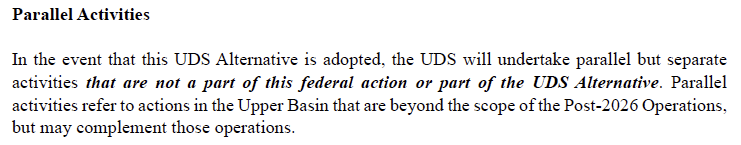 Parallel Activities
In the event that this UDS Alternative is adopted, the UDS will undertake parallel but separate
activities that are not a part of this federal action or part of the UDS Alternative. Parallel
activities refer to actions in the Upper Basin that are beyond the scope of the Post-2026 Operations,
but may complement those operations.